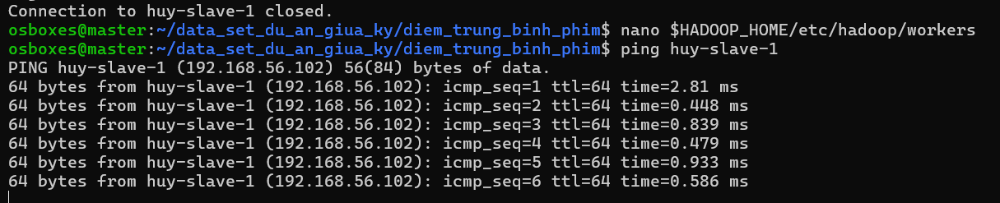 Connection to huy-slave-1 closed.
osboxes@master:~/data_set_du_an_giua_ky/diem_trung_binh_phim$ nano $HADOOP_HOME/etc/hadoop/workers
osboxes@master:~/data_set_du_an_giua_ky/diem_trung_binh_phim$ ping huy-slave-1
PING huy-slave-1 (192.168.56.102) 56(84) bytes of data.
64 bytes from huy-slave-1 (192.168.56.102): icmp_seq=1 ttl=64 time=2.81 ms
64 bytes from huy-slave-1 (192.168.56.102): icmp_seq=2 ttl=64 time=0.448 ms
64 bytes from huy-slave-1 (192.168.56.102): icmp_seq=3 ttl=64 time=0.839 ms
64 bytes from huy-slave-1 (192.168.56.102): icmp_seq=4 ttl=64 time=0.479 ms
64 bytes from huy-slave-1 (192.168.56.102): icmp_seq=5 ttl=64 time=0.933 ms
64 bytes from huy-slave-1 (192.168.56.102): icmp_seq=6 ttl=64 time=0.586 ms